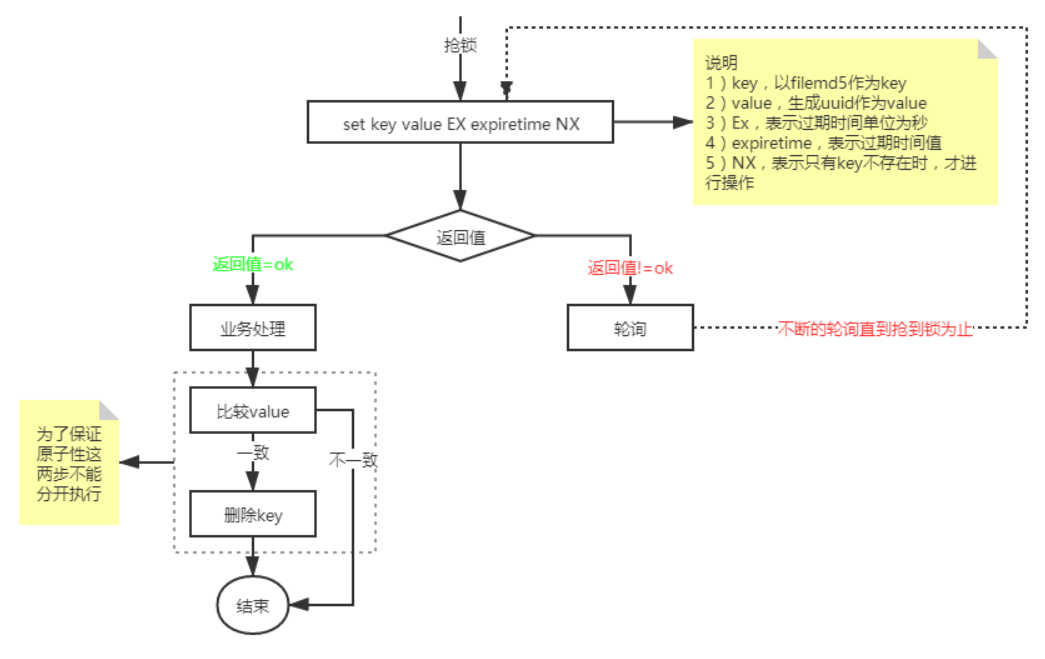 抢锁
说明
1）key，以filemd5作为key
2）value，生成uuid作为value
3）Ex，表示过期时间单位为秒
4）expiretime，表示过期时间值
5）NX，表示只有key不存在时，才进
行操作
set key value EX expiretime NX
返回值
返回值=ok
返回值!=ok
业务处理
轮询
不断的轮询直到抢到锁为止
比较value
为了保证
原子性这
两步不能
分开执行
一致
不一致
删除key
结束